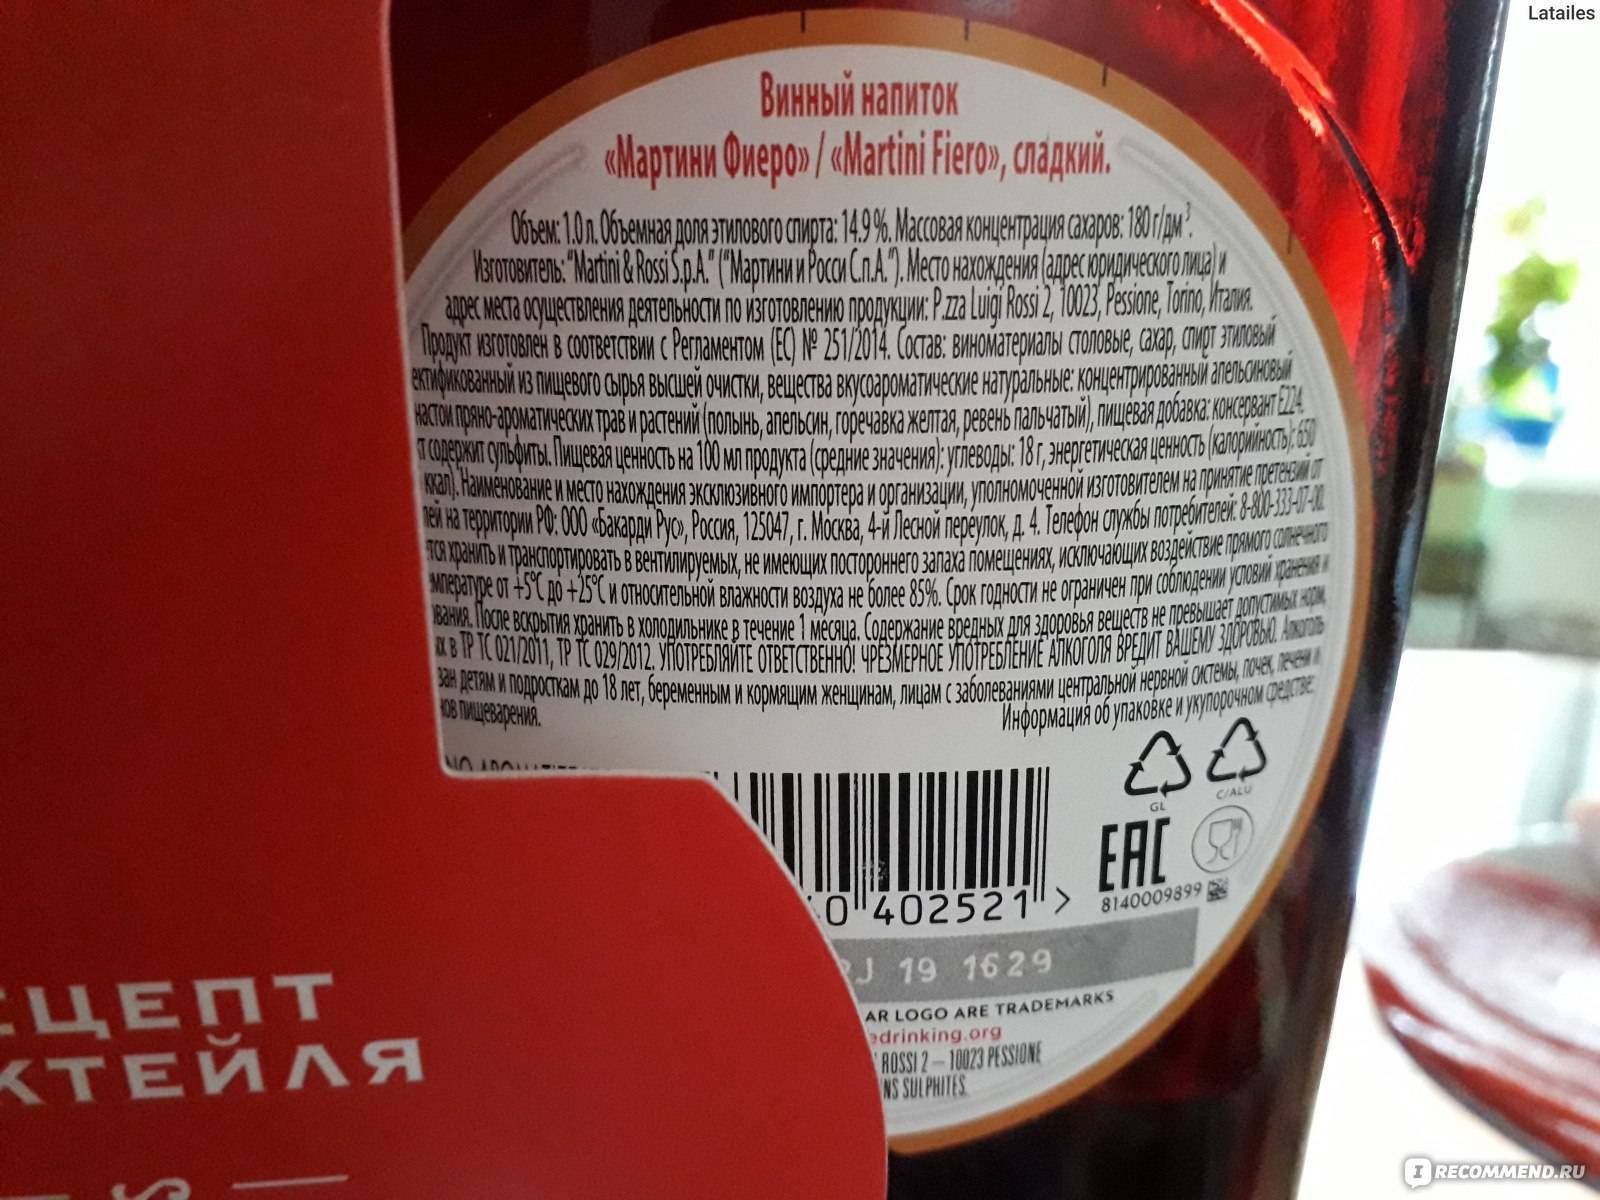 Latailes
Винный напиток
«Мартини Фиеро» / «Martini Fiero», сладкий.
Объем: 1.0 л. Объемная доля этилового спирта: 14.9 %. Массовая концентрация сахаров: 180 г/дм³.
Изготовитель: "Martini & Rossi S.p.A." ("Мартини и Росси С.п.А."). Место нахождения (адрес юридического лица) и
адрес места осуществления деятельности по изготовлению продукции: P.zza Luigi Rossi 2, 10023, Pessione, Torino, Италия.
Продукт изготовлен в соответствии с Регламентом (ЕС) № 251/2014. Состав: виноматериалы столовые, сахар, спирт этиловый
ектификованный из пищевого сырья высшей очистки, вещества вкусоароматические натуральные: концентрированный апельсиновый
настои пряно-ароматических трав и растений (полынь, апельсин, горечавка желтая, ревень пальчатый), пищевая добавка: консервант Е224.
т содержит сульфиты. Пищевая ценность на 100 мл продукта (средние значения): углеводы: 18 г, энергетическая ценность (калорийность): 650
ккал). Наименование и место нахождения эксклюзивного импортера и организации, уполномоченной изготовителем на принятие претензий от
лей на территории РФ: ООО «Бакарди Рус», Россия, 125047, г. Москва, 4-й Лесной переулок, д. 4. Телефон службы потребителей: 8-800-333-07-00.
тся хранить и транспортировать в вентилируемых, не имеющих постороннего запаха помещениях, исключающих воздействие прямого солнечного
мпературе от +5°C до +25°C и относительной влажности воздуха не более 85%. Срок годности не ограничен при соблюдении условий хранения и
вания. После вскрытия хранить в холодильнике в течение 1 месяца. Содержание вредных для здоровья веществ не превышает допустимых норм,
ых в ТР ТС 021/2011, ТР ТС 029/2012. УПОТРЕБЛЯЙТЕ ОТВЕТСТВЕННО! ЧРЕЗМЕРНОЕ УПОТРЕБЛЕНИЕ АЛКОГОЛЯ ВРЕДИТ ВАШЕМУ ЗДОРОВЬЮ. Алкоголь
зан детям и подросткам до 18 лет, беременным и кормящим женщинам, лицам с заболеваниями центральной нервной системы, почек, печени и
нов пищеварения. Информация об упаковке и укупорочном средстве:
GL
C/ALU
EAC
0 402521 >
8140009899
J 19 1629
AR LOGO ARE TRADEMARKS
edrinking.org
ROSSI 2 – 10023 PESSIONE
NS SULPHITES.
ЕЦЕПТ
КТЕЙЛЯ
IRECOMMEND.RU